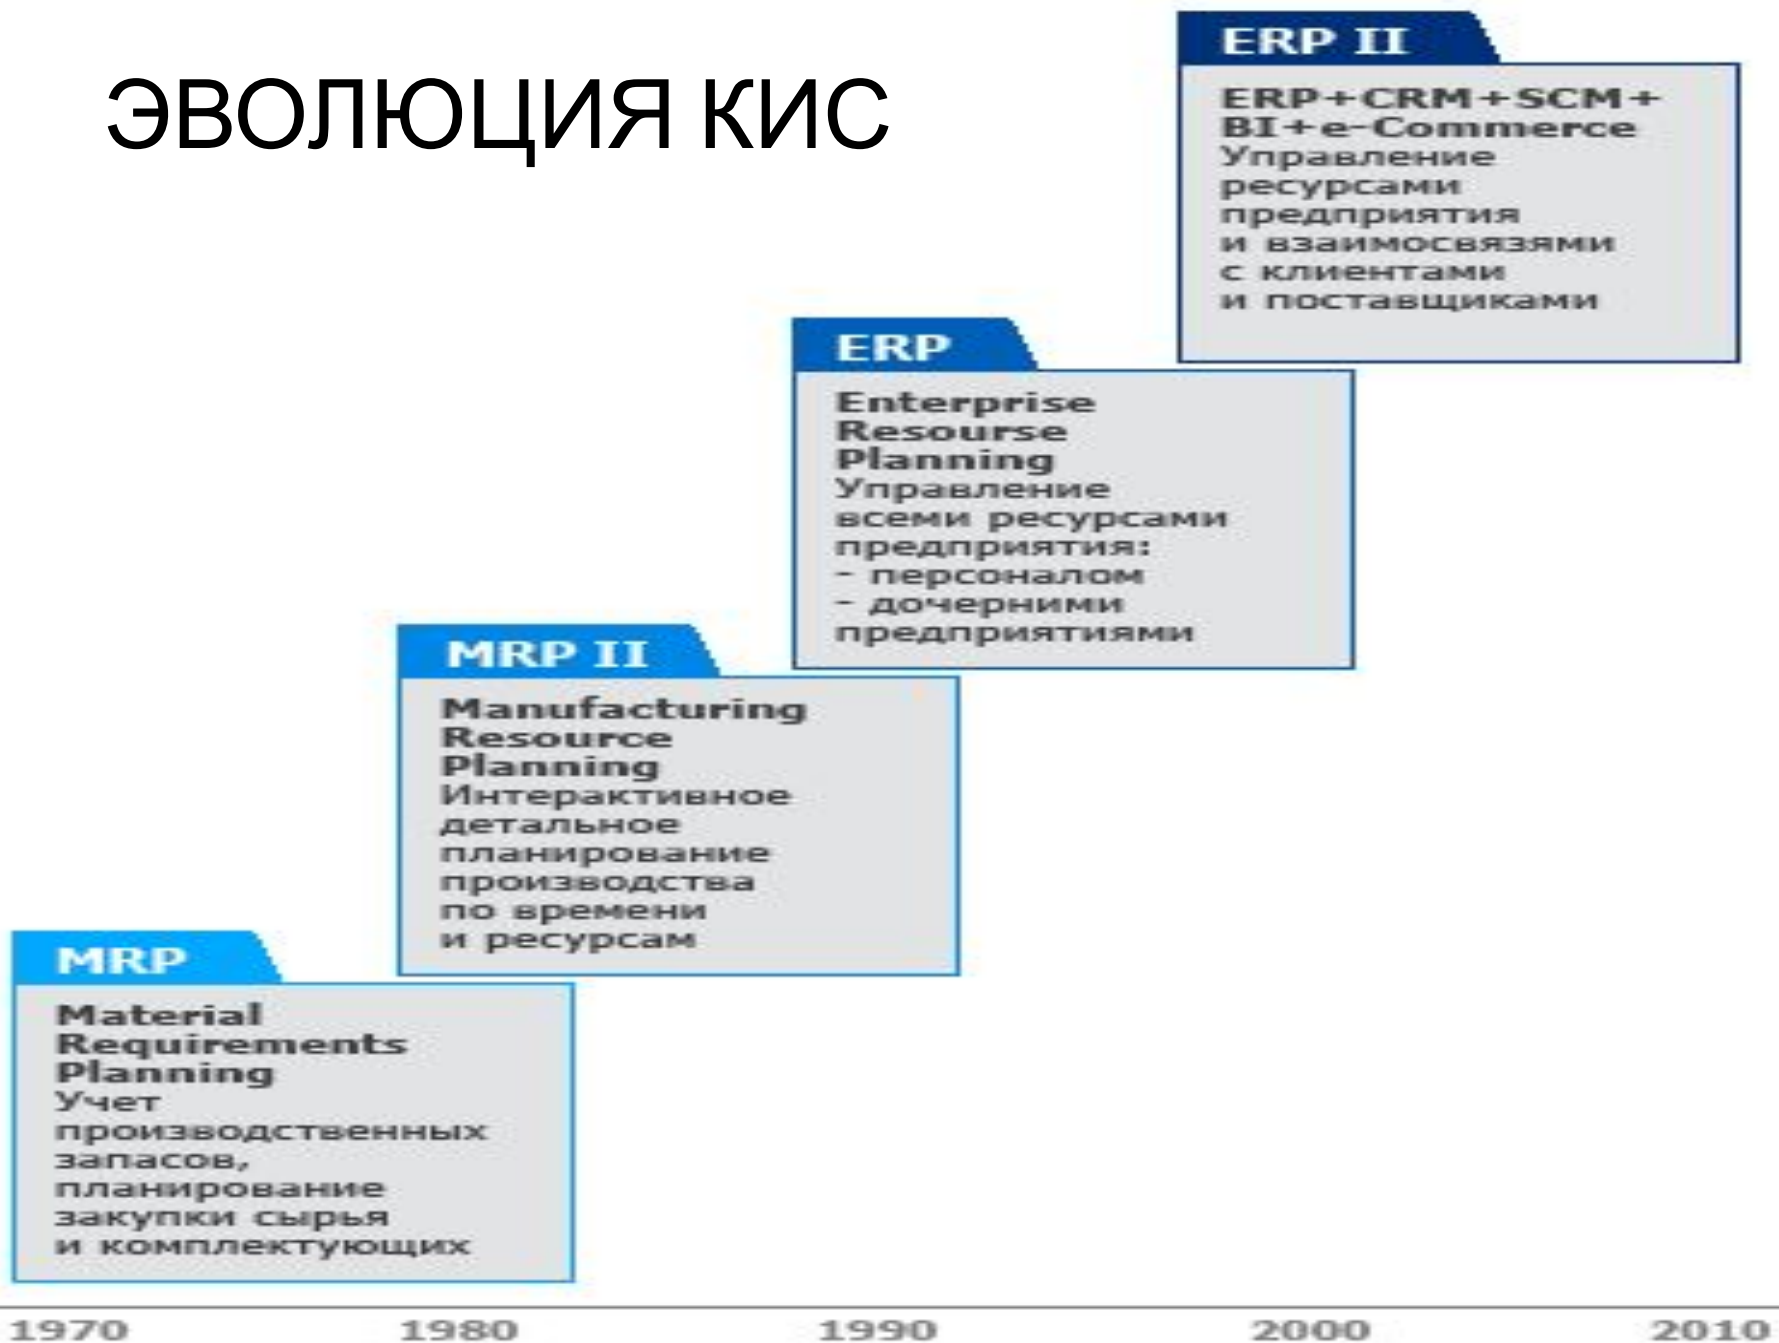 ЭВОЛЮЦИЯ КИС
ERP II
ERP+CRM+SCM+
BI+e-Commerce
Управление
ресурсами
предприятия
и взаимосвязями
с клиентами
и поставщиками
ERP
Enterprise
Resourse
Planning
Управление
всеми ресурсами
предприятия:
- персоналом
- дочерними
предприятиями
MRP II
Manufacturing
Resource
Planning
Интерактивное
детальное
планирование
производства
по времени
и ресурсам
MRP
Material
Requirements
Planning
Учет
производственных
запасов,
планирование
закупки сырья
и комплектующих
1970 1980 1990 2000 2010